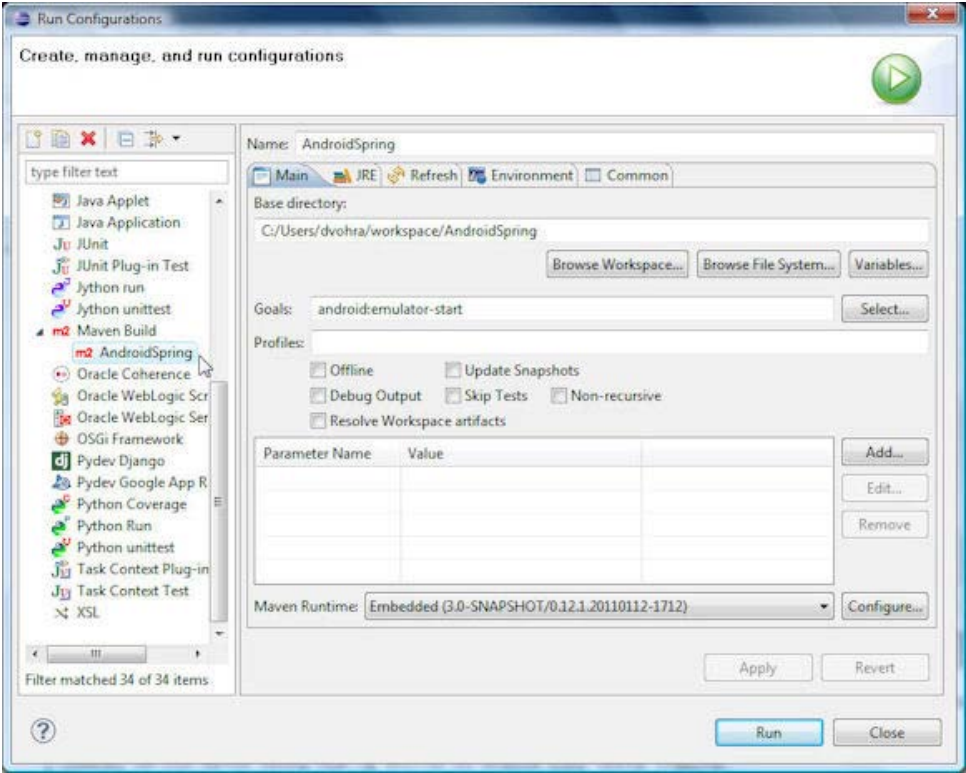 Run Configurations
Create, manage, and run configurations
type filter text
Java Applet
Java Application
Ju JUnit
JUnit Plug-in Test
Jython run
Jython unittest
m2 Maven Build
m2 AndroidSpring
Oracle Coherence
Oracle WebLogic Scr
Oracle WebLogic Ser
OSGi Framework
dj Pydev Django
Pydev Google App R
Python Coverage
Python Run
Python unittest
Task Context Plug-in
Task Context Test
XSL
Filter matched 34 of 34 items
Name: AndroidSpring
Main JRE Refresh Environment Common
Base directory:
C:/Users/dvohra/workspace/AndroidSpring
Browse Workspace... Browse File System... Variables...
Goals: android:emulator-start Select...
Profiles:
Offline Update Snapshots
Debug Output Skip Tests Non-recursive
Resolve Workspace artifacts
Parameter Name Value Add...
Edit...
Remove
Maven Runtime: Embedded (3.0-SNAPSHOT/0.12.1.20110112-1712) Configure...
Apply Revert
? Run Close